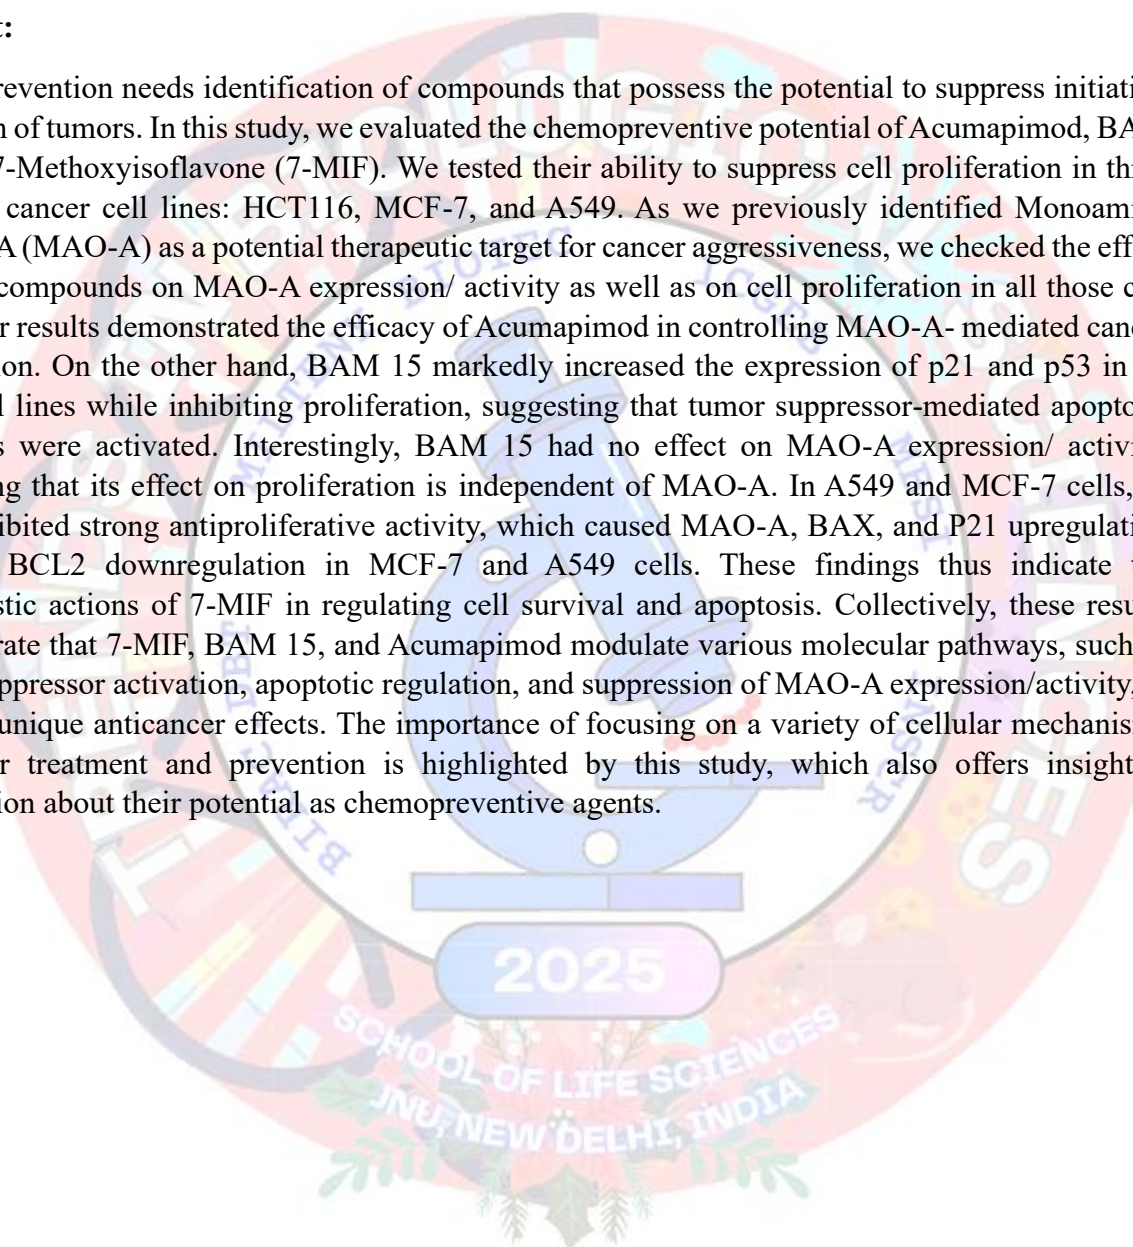 t:
revention needs identification of compounds that possess the potential to suppress initiati
n of tumors. In this study, we evaluated the chemopreventive potential of Acumapimod, BA
7-Methoxyisoflavone (7-MIF). We tested their ability to suppress cell proliferation in th
cancer cell lines: HCT116, MCF-7, and A549. As we previously identified Monoami
A (MAO-A) as a potential therapeutic target for cancer aggressiveness, we checked the eff
compounds on MAO-A expression/ activity as well as on cell proliferation in all those c
r results demonstrated the efficacy of Acumapimod in controlling MAO-A- mediated canc
ion. On the other hand, BAM 15 markedly increased the expression of p21 and p53 in
l lines while inhibiting proliferation, suggesting that tumor suppressor-mediated apopto
s were activated. Interestingly, BAM 15 had no effect on MAO-A expression/ activi
ng that its effect on proliferation is independent of MAO-A. In A549 and MCF-7 cells,
ibited strong antiproliferative activity, which caused MAO-A, BAX, and P21 upregulati
BCL2 downregulation in MCF-7 and A549 cells. These findings thus indicate t
stic actions of 7-MIF in regulating cell survival and apoptosis. Collectively, these resu
rate that 7-MIF, BAM 15, and Acumapimod modulate various molecular pathways, such
ppressor activation, apoptotic regulation, and suppression of MAO-A expression/activity,
unique anticancer effects. The importance of focusing on a variety of cellular mechanis
r treatment and prevention is highlighted by this study, which also offers insight
ion about their potential as chemopreventive agents.
2025
SCHOOL OF LIFE SCIENCES
JNU, NEW DELHI, INDIA